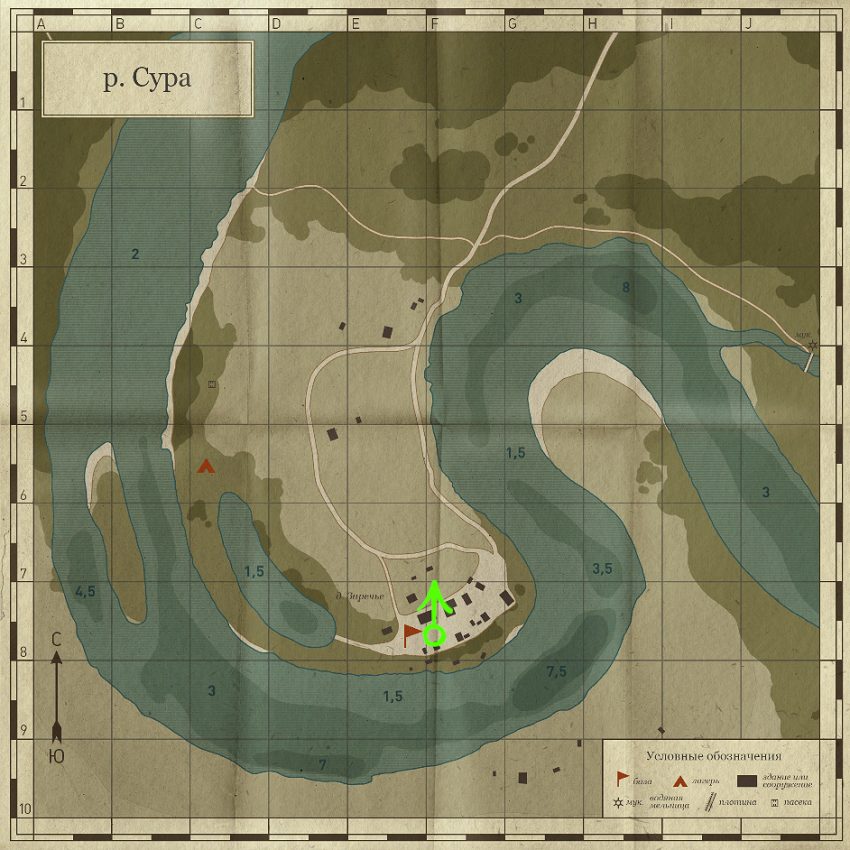 A B C D E F G H I J
р. Сура
1
2
2
3
3
8
мук.
4
5
1,5
6
3
1,5
3,5
7
4,5
д. Заречье
С
8
7,5
3
1,5
9
Ю
7
10
Условные обозначения
база
лагерь
здание или
сооружение
мук.
водяная
мельница
плотина
пасека